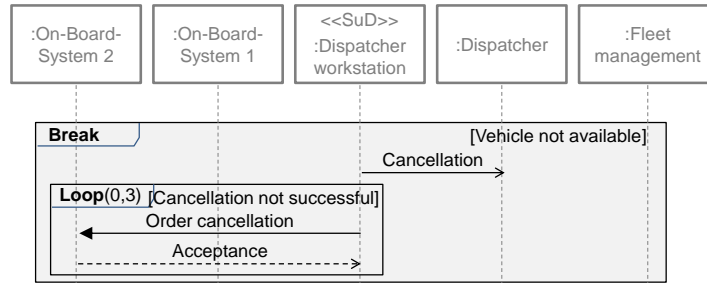 :On-Board-
System 2
:On-Board-
System 1
<<SuD>>
:Dispatcher
workstation
:Dispatcher
:Fleet
management
Break
[Vehicle not available]
Cancellation
Loop(0,3) [Cancellation not successful]
Order cancellation
Acceptance